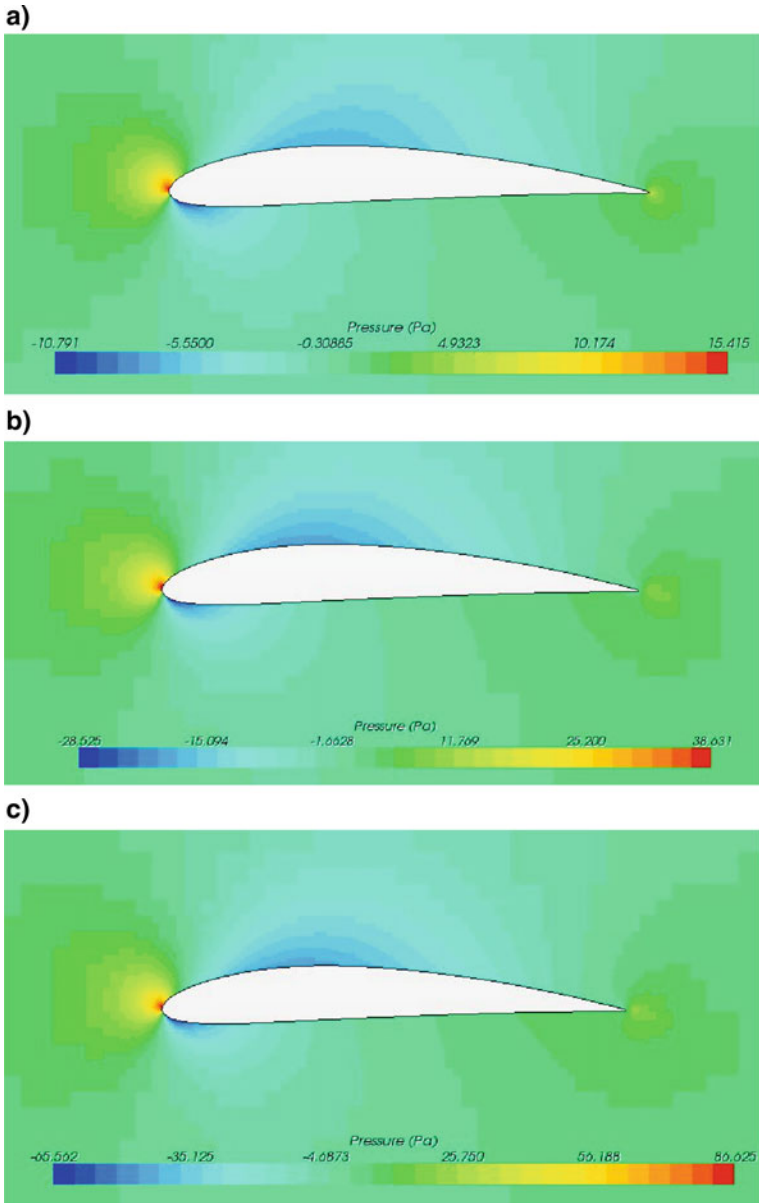 a)
Pressure (Pa)
-10.791 -5.5500 -0.30885 4.9323 10.174 15.415
b)
Pressure (Pa)
-28.525 -15.094 -1.6628 11.769 25.200 38.631
c)
Pressure (Pa)
-65.562 -35.125 -4.6873 25.750 56.188 86.625